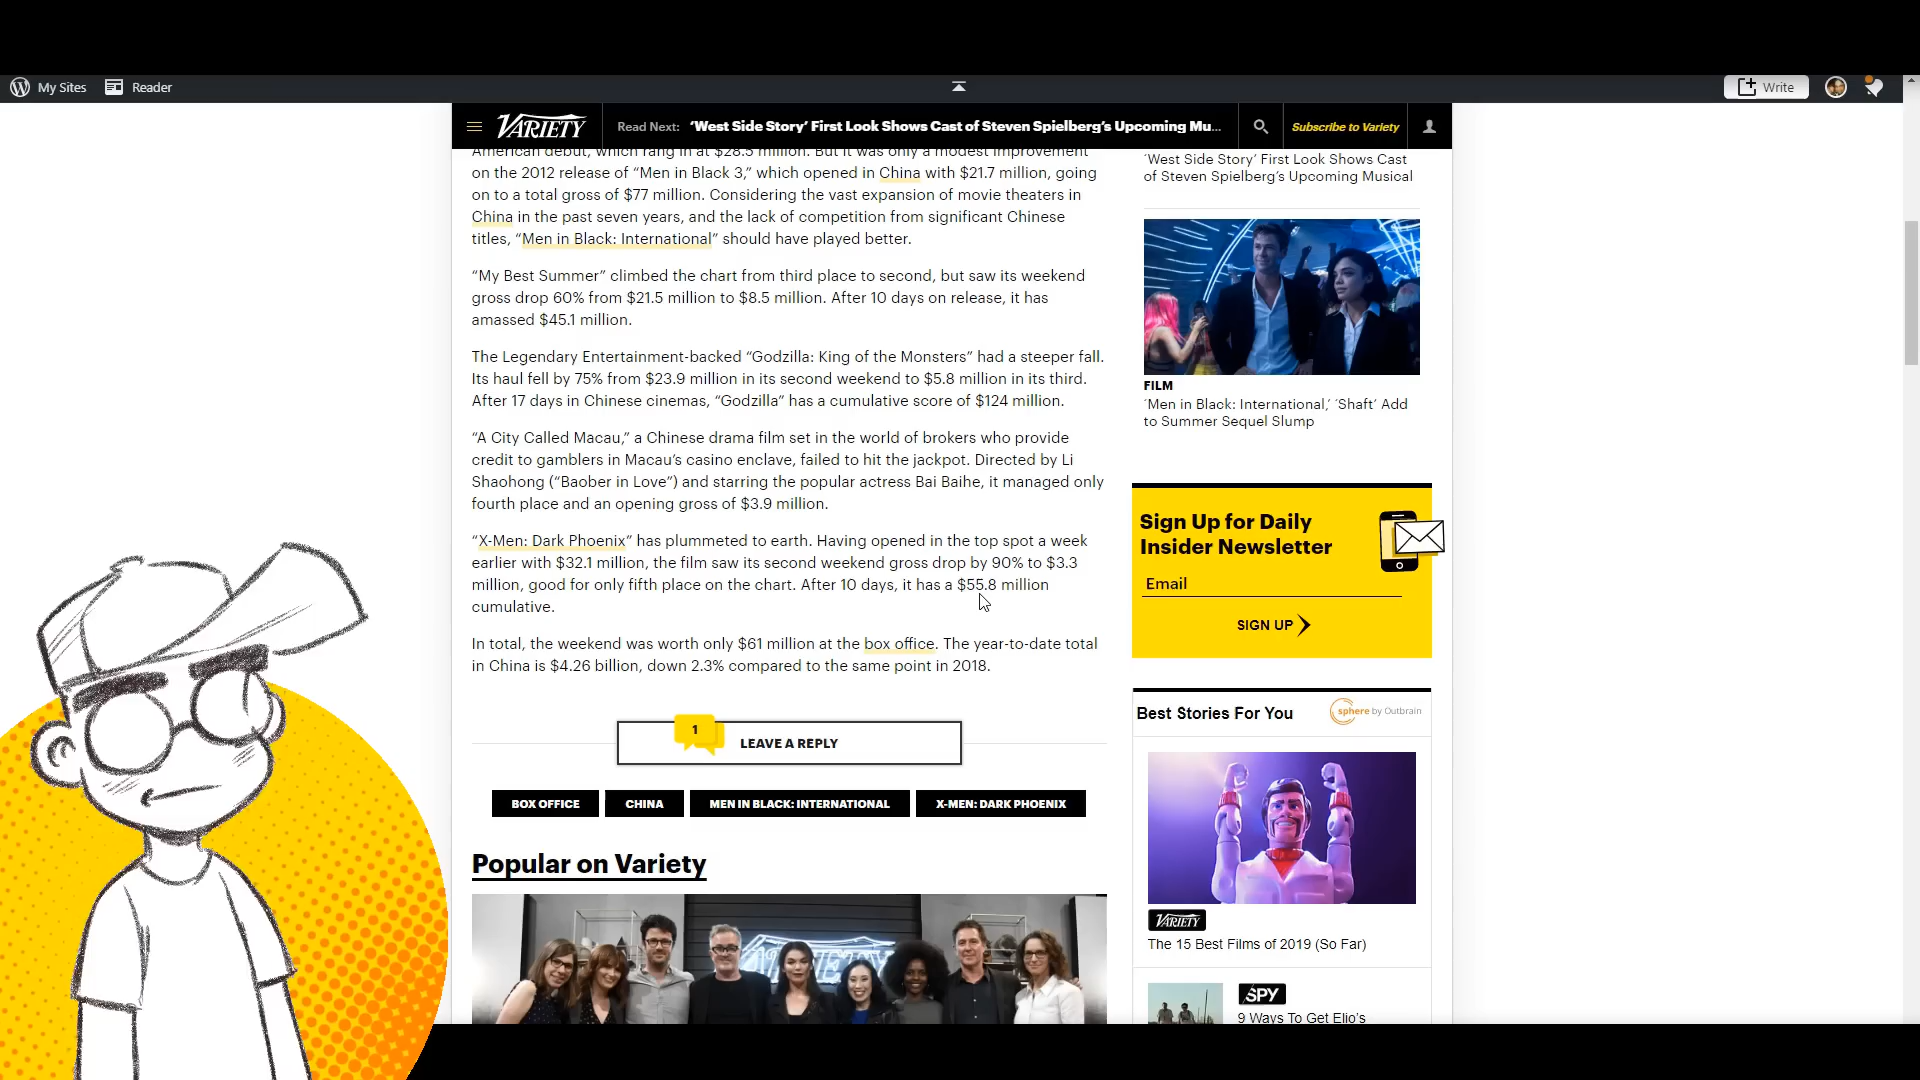 My Sites
Reader
Write
VARIETY
Read Next: ‘West Side Story’ First Look Shows Cast of Steven Spielberg’s Upcoming Mu...
Subscribe to Variety
American debut, which rang in at $28.5 million. But it was only a modest improvement
on the 2012 release of “Men in Black 3,” which opened in China with $21.7 million, going
on to a total gross of $77 million. Considering the vast expansion of movie theaters in
China in the past seven years, and the lack of competition from significant Chinese
titles, “Men in Black: International” should have played better.
“My Best Summer” climbed the chart from third place to second, but saw its weekend
gross drop 60% from $21.5 million to $8.5 million. After 10 days on release, it has
amassed $45.1 million.
The Legendary Entertainment-backed “Godzilla: King of the Monsters” had a steeper fall.
Its haul fell by 75% from $23.9 million in its second weekend to $5.8 million in its third.
After 17 days in Chinese cinemas, “Godzilla” has a cumulative score of $124 million.
“A City Called Macau,” a Chinese drama film set in the world of brokers who provide
credit to gamblers in Macau’s casino enclave, failed to hit the jackpot. Directed by Li
Shaohong (“Baober in Love”) and starring the popular actress Bai Baihe, it managed only
fourth place and an opening gross of $3.9 million.
“X-Men: Dark Phoenix” has plummeted to earth. Having opened in the top spot a week
earlier with $32.1 million, the film saw its second weekend gross drop by 90% to $3.3
million, good for only fifth place on the chart. After 10 days, it has a $55.8 million
cumulative.
In total, the weekend was worth only $61 million at the box office. The year-to-date total
in China is $4.26 billion, down 2.3% compared to the same point in 2018.
1
LEAVE A REPLY
BOX OFFICE
CHINA
MEN IN BLACK: INTERNATIONAL
X-MEN: DARK PHOENIX
Popular on Variety
VARIETY
‘West Side Story’ First Look Shows Cast
of Steven Spielberg’s Upcoming Musical
FILM
‘Men in Black: International,’ ‘Shaft’ Add
to Summer Sequel Slump
Sign Up for Daily
Insider Newsletter
Email
SIGN UP
Best Stories For You
sphere by Outbrain
VARIETY
The 15 Best Films of 2019 (So Far)
SPY
9 Ways To Get Elio’s